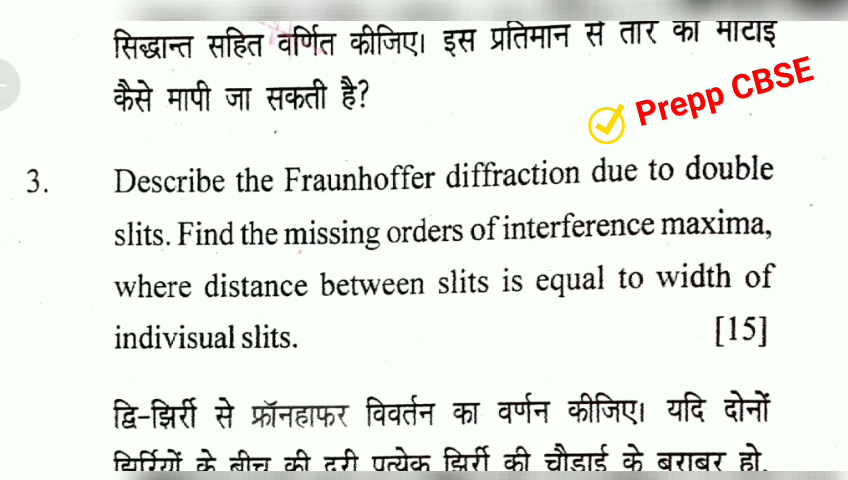 सिद्धान्त सहित वर्णित कीजिए। इस प्रतिमान से तार की मोटाई
कैसे मापी जा सकती है?
Prepp CBSE
3. Describe the Fraunhoffer diffraction due to double
slits. Find the missing orders of interference maxima,
where distance between slits is equal to width of
indivisual slits. [15]
द्वि-झिर्री से फ्रॉनहाफर विवर्तन का वर्णन कीजिए। यदि दोनों
झिर्रियों के बीच की दूरी प्रत्येक झिर्री की चौड़ाई के बराबर हो,